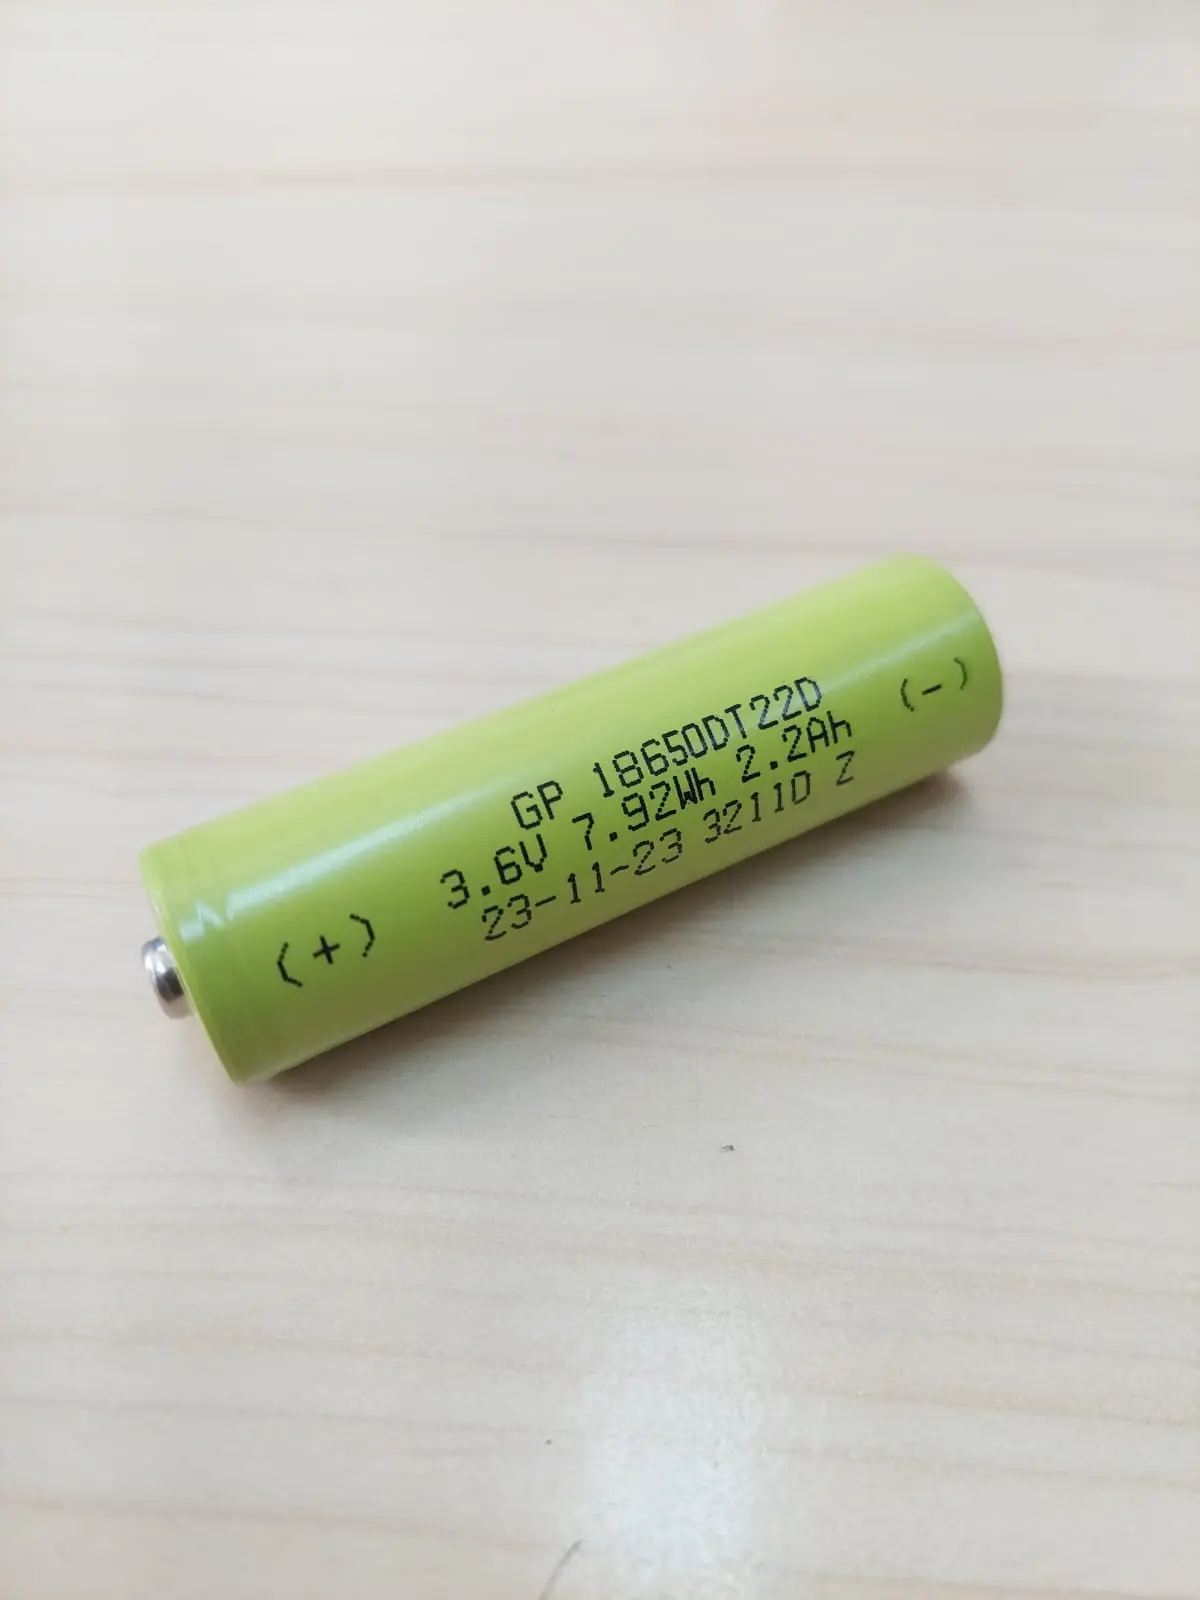 GP 18650DT22D
3.6V 7.92Wh 2.2Ah
23-11-23 32110 Z
(+)
(-)